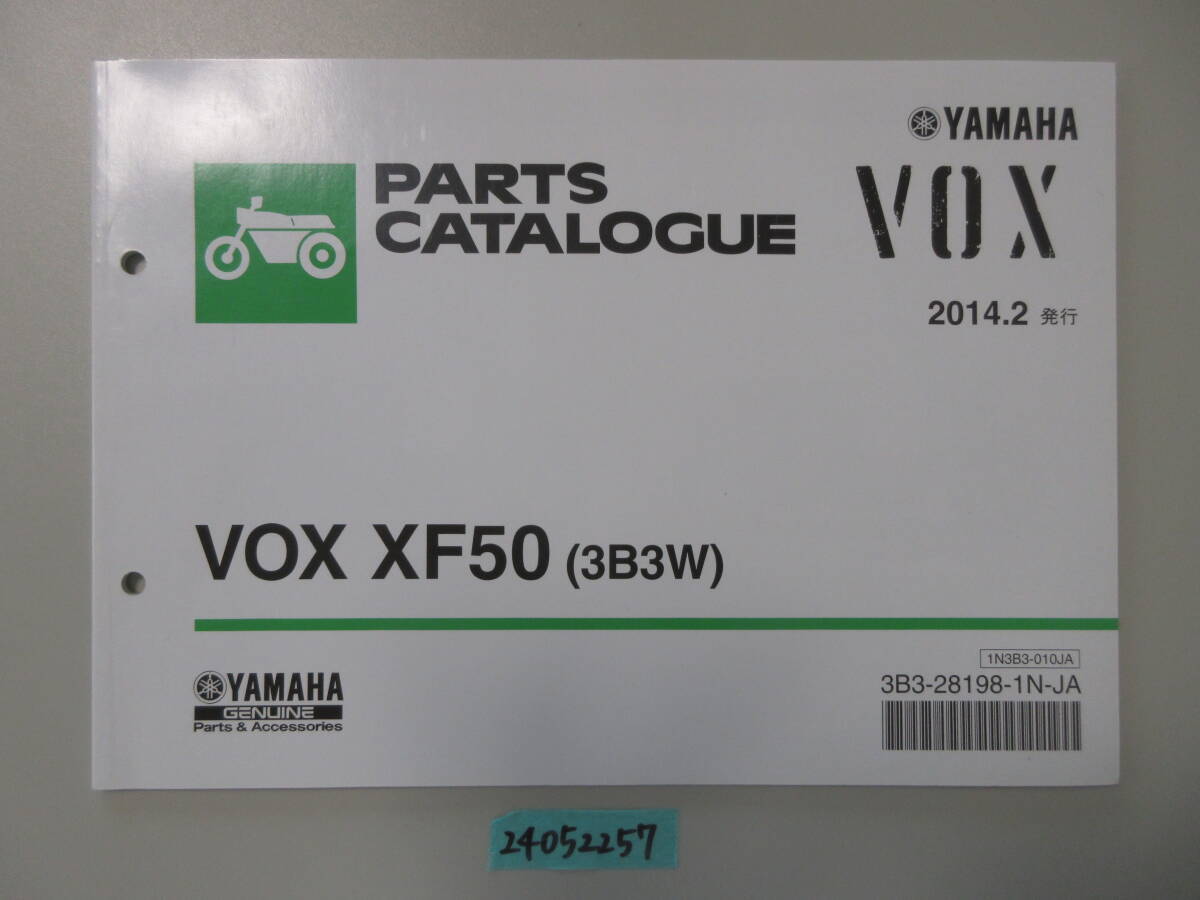 YAMAHA
PARTS
CATALOGUE
VOX
2014.2 発行
VOX XF50 (3B3W)
YAMAHA
GENUINE
Parts & Accessories
1N3B3-010JA
3B3-28198-1N-JA
24052257